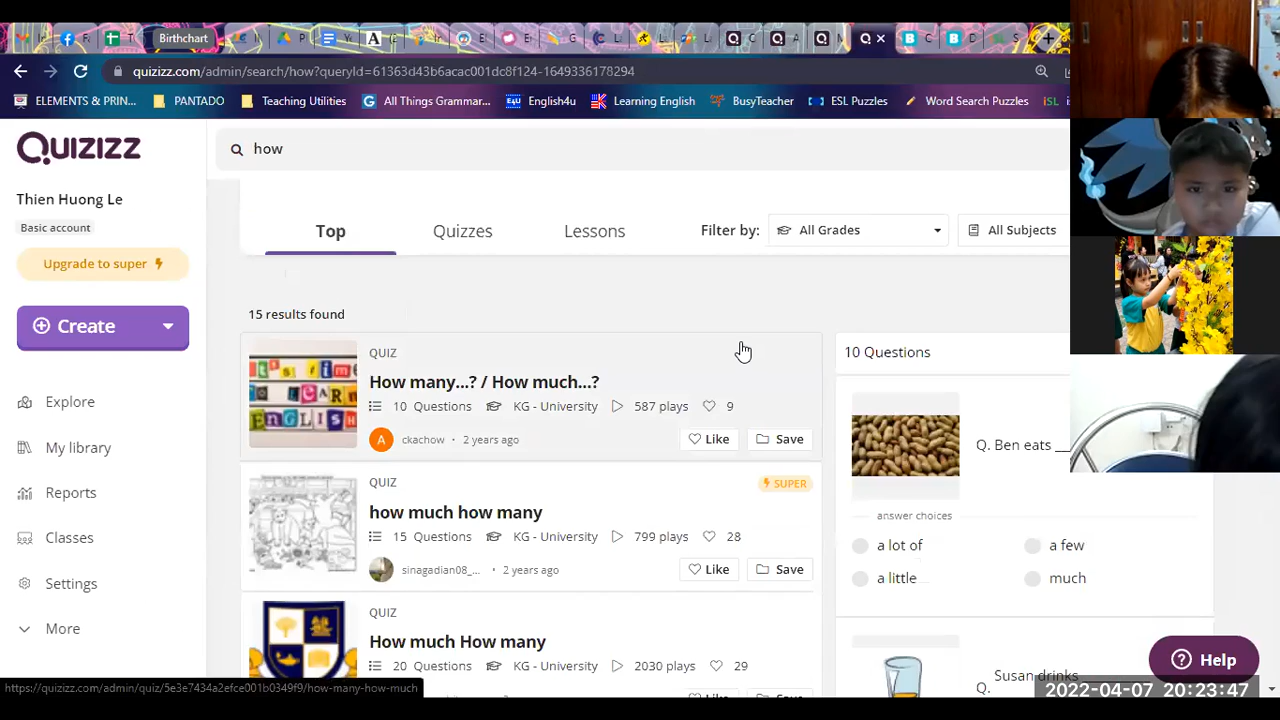 Birthchart
quizizz.com/admin/search/how?queryId=61363d43b6acac001dc8f124-1649336178294
ELEMENTS & PRIN...
PANTADO
Teaching Utilities
All Things Grammar...
English4u
Learning English
BusyTeacher
ESL Puzzles
Word Search Puzzles
QUIZIZZ
how
Thien Huong Le
Basic account
Upgrade to super
Create
Explore
My library
Reports
Classes
Settings
More
Top
Quizzes
Lessons
Filter by:
All Grades
All Subjects
15 results found
QUIZ
How many...? / How much...?
10 Questions
KG - University
587 plays
9
A
ckachow • 2 years ago
Like
Save
QUIZ
SUPER
how much how many
15 Questions
KG - University
799 plays
28
sinagadian08_... • 2 years ago
Like
Save
QUIZ
How much How many
20 Questions
KG - University
2030 plays
29
10 Questions
Q. Ben eats
answer choices
a lot of
a few
a little
much
Q. Susan drinks
Help
https://quizizz.com/admin/quiz/5e3e7434a2efce001b0349f9/how-many-how-much
2022-04-07 20:23:47